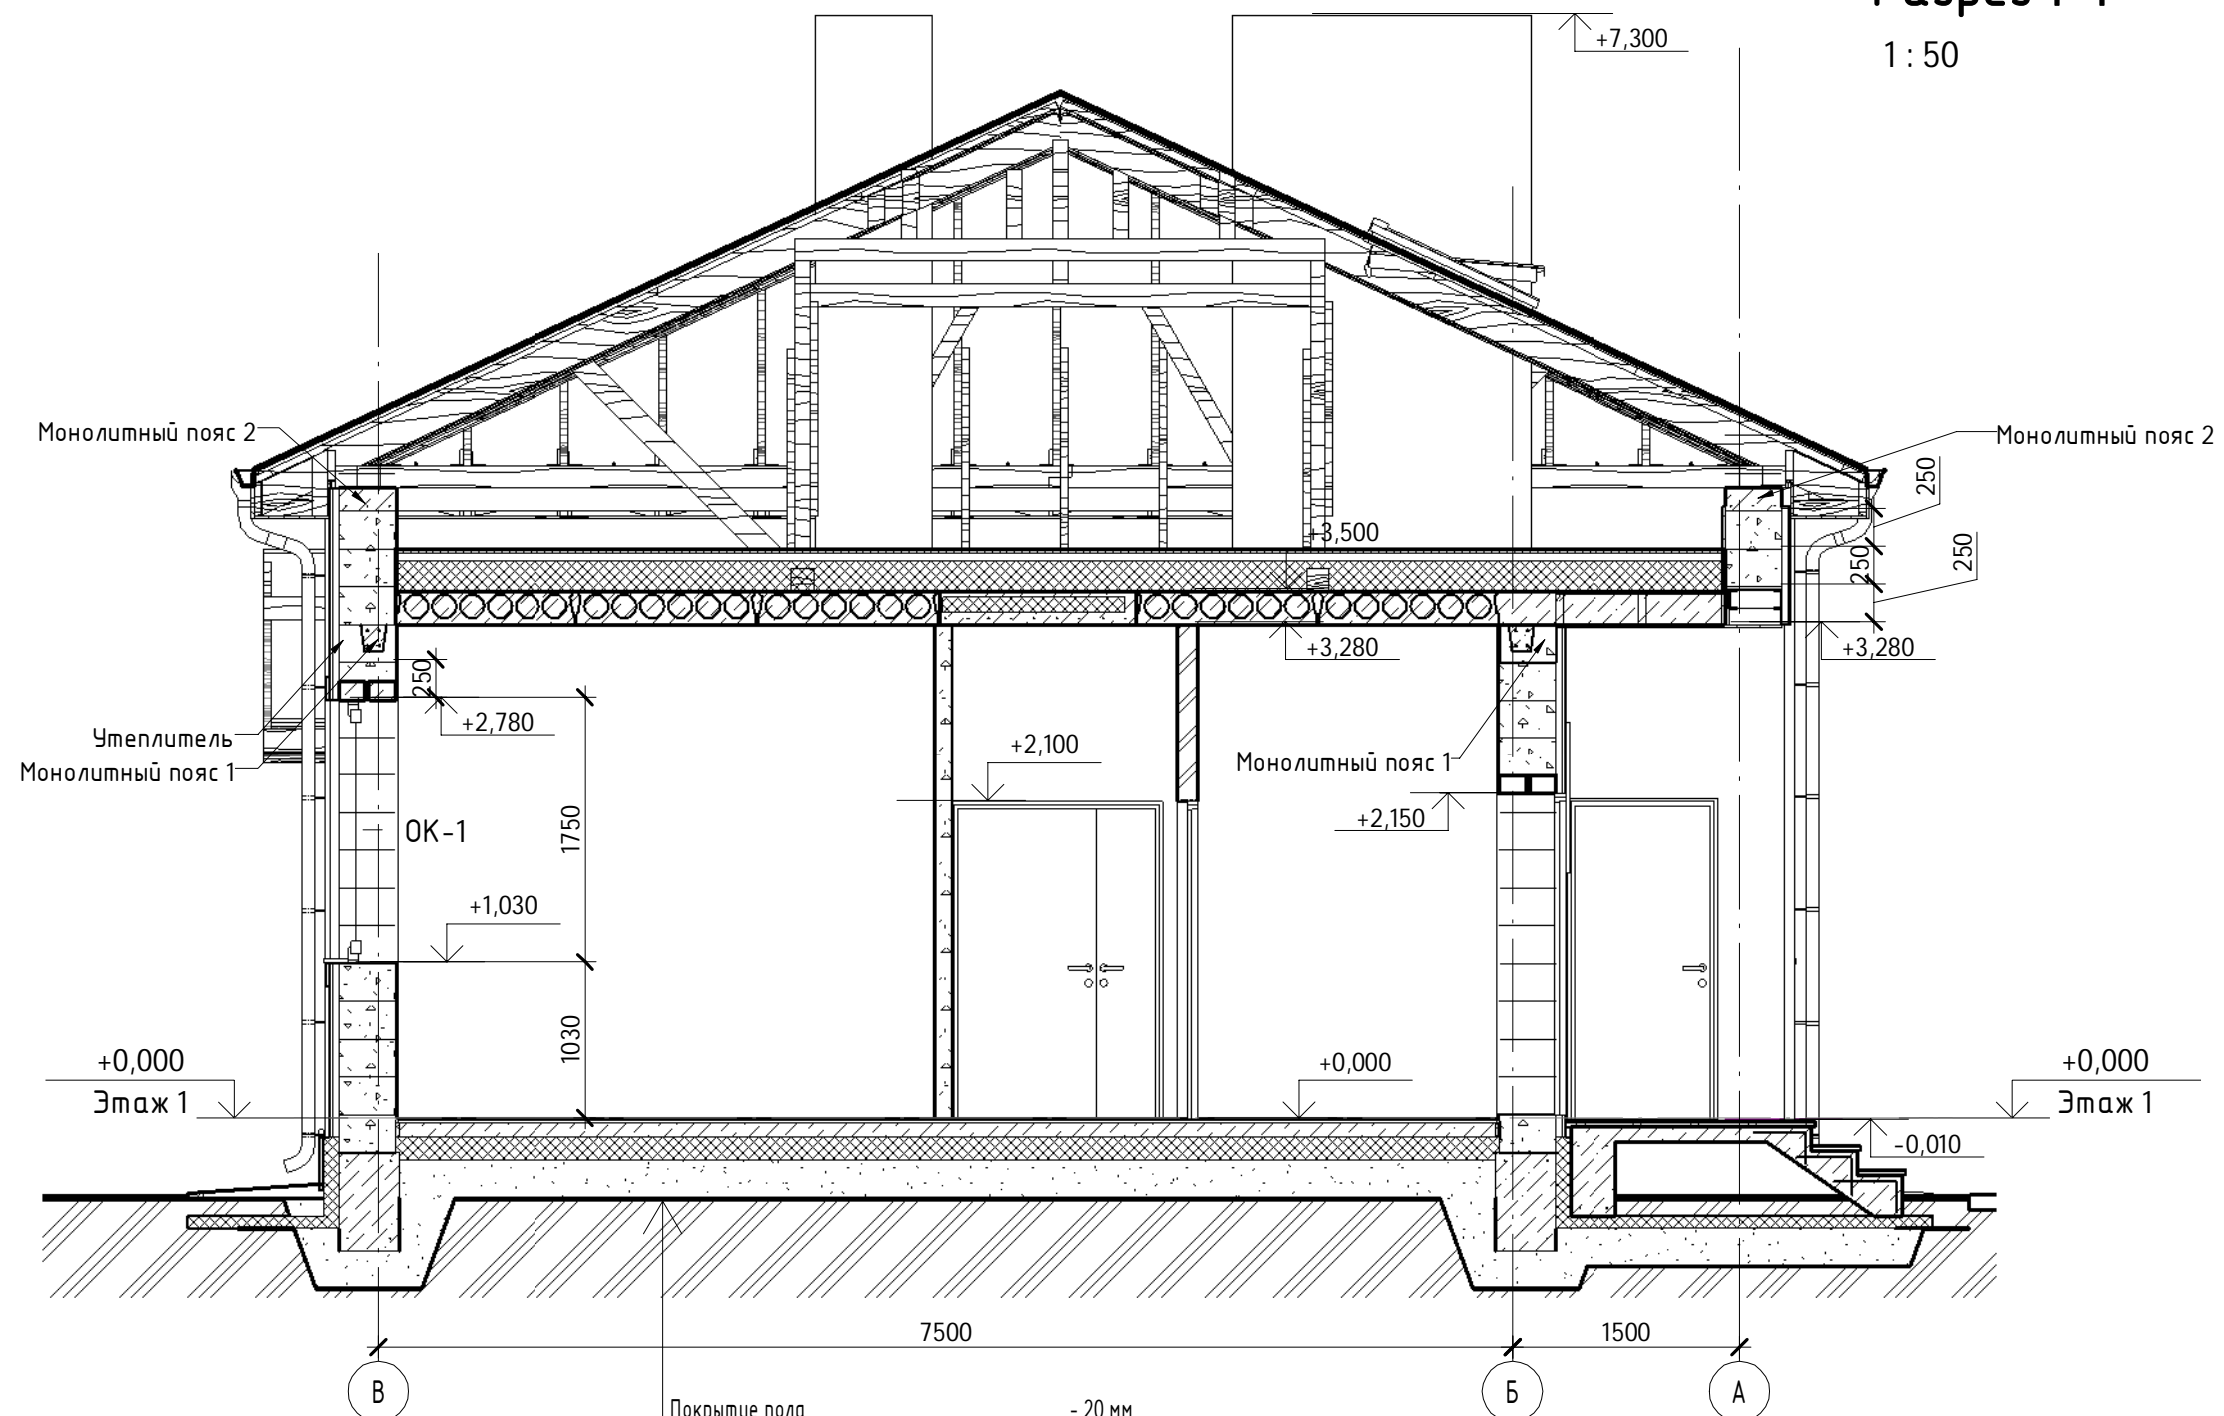 1 : 50
+7,300
Монолитный пояс 2
Монолитный пояс 2
250
250
250
+3,500
+3,280
+3,280
250
+2,780
Утеплитель
Монолитный пояс 1
+2,100
Монолитный пояс 1
+2,150
ОК-1
1750
+1,030
1030
+0,000
Этаж 1
+0,000
+0,000
Этаж 1
-0,010
7500
1500
В
Б
А
Покрытие пола - 20 мм